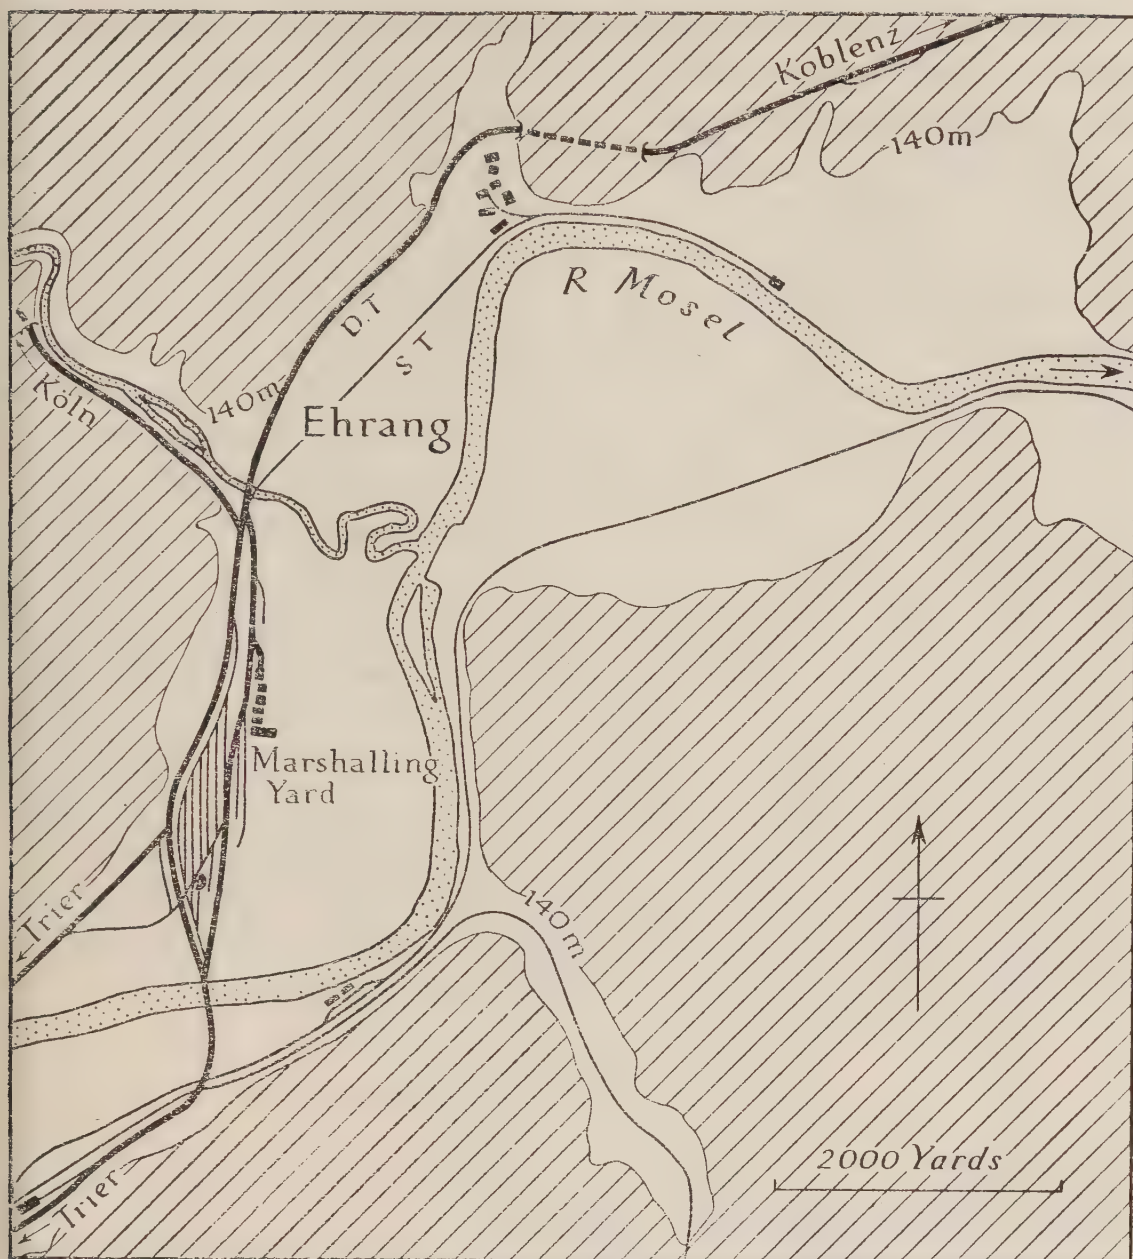 Koblenz
140m
R Mosel
D.T
S T
Köln
140m
Ehrang
Marshalling
Yard
Trier
140m
2000 Yards
Trier